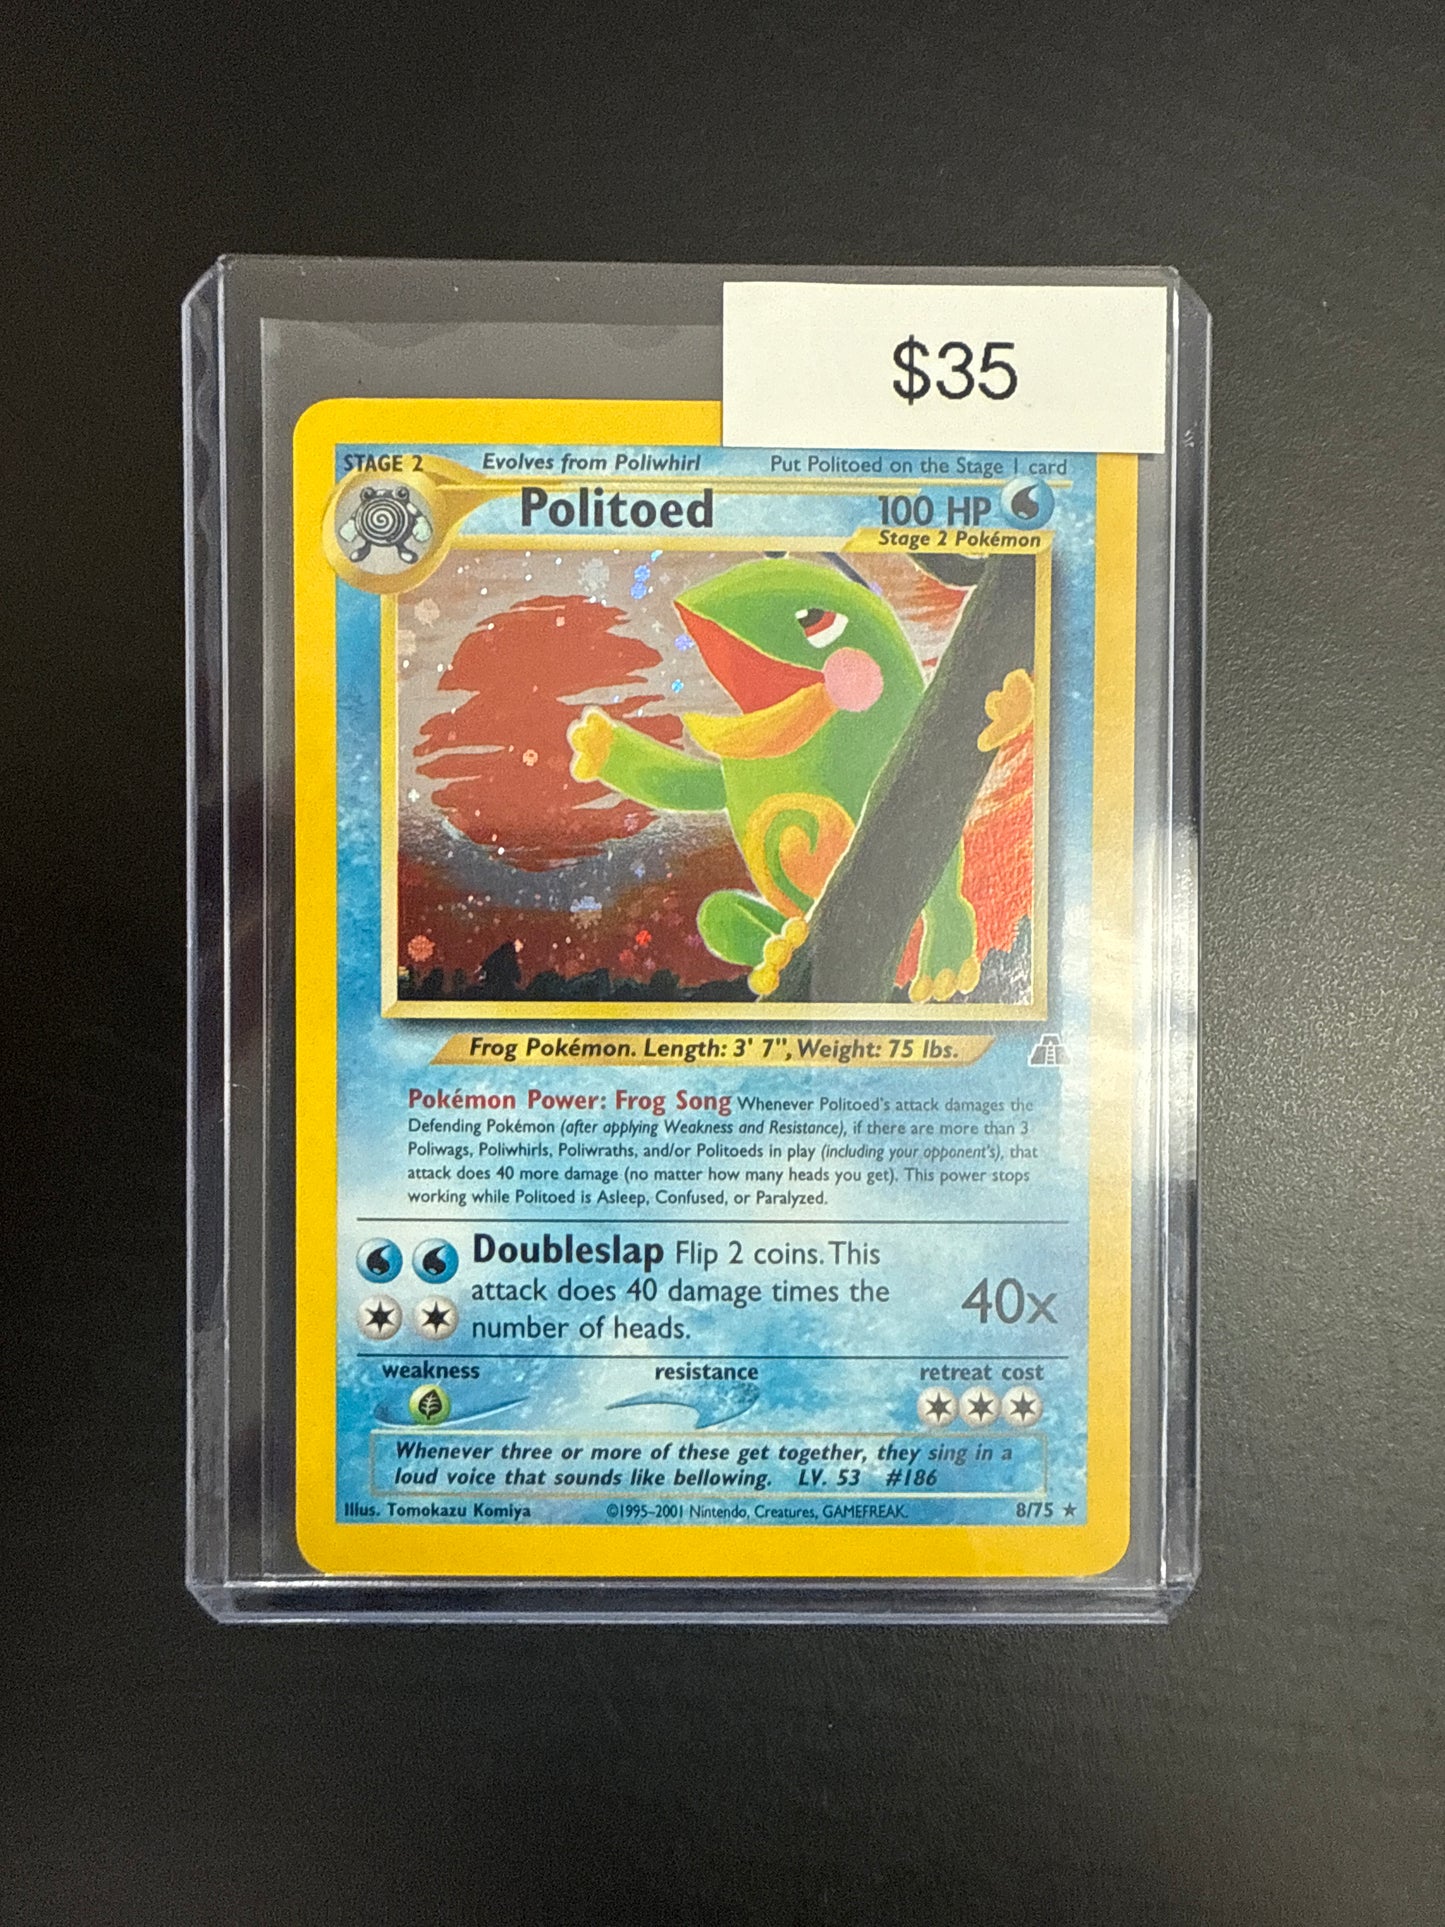 $35
STAGE 2
Evolves from Poliwhirl
Put Politoed on the Stage 1 card
Politoed
100 HP
Stage 2 Pokémon
Frog Pokémon. Length: 3' 7", Weight: 75 lbs.
Pokémon Power: Frog Song Whenever Politoed's attack damages the
Defending Pokémon (after applying Weakness and Resistance), if there are more than 3
Poliwags, Poliwhirls, Poliwraths, and/or Politoeds in play (including your opponent's), that
attack does 40 more damage (no matter how many heads you get). This power stops
working while Politoed is Asleep, Confused, or Paralyzed.
Doubleslap Flip 2 coins. This
attack does 40 damage times the
number of heads.
40x
weakness
resistance
retreat cost
Whenever three or more of these get together, they sing in a
loud voice that sounds like bellowing. LV. 53 #186
Illus. Tomokazu Komiya
©1995–2001 Nintendo, Creatures, GAMEFREAK.
8/75 ★